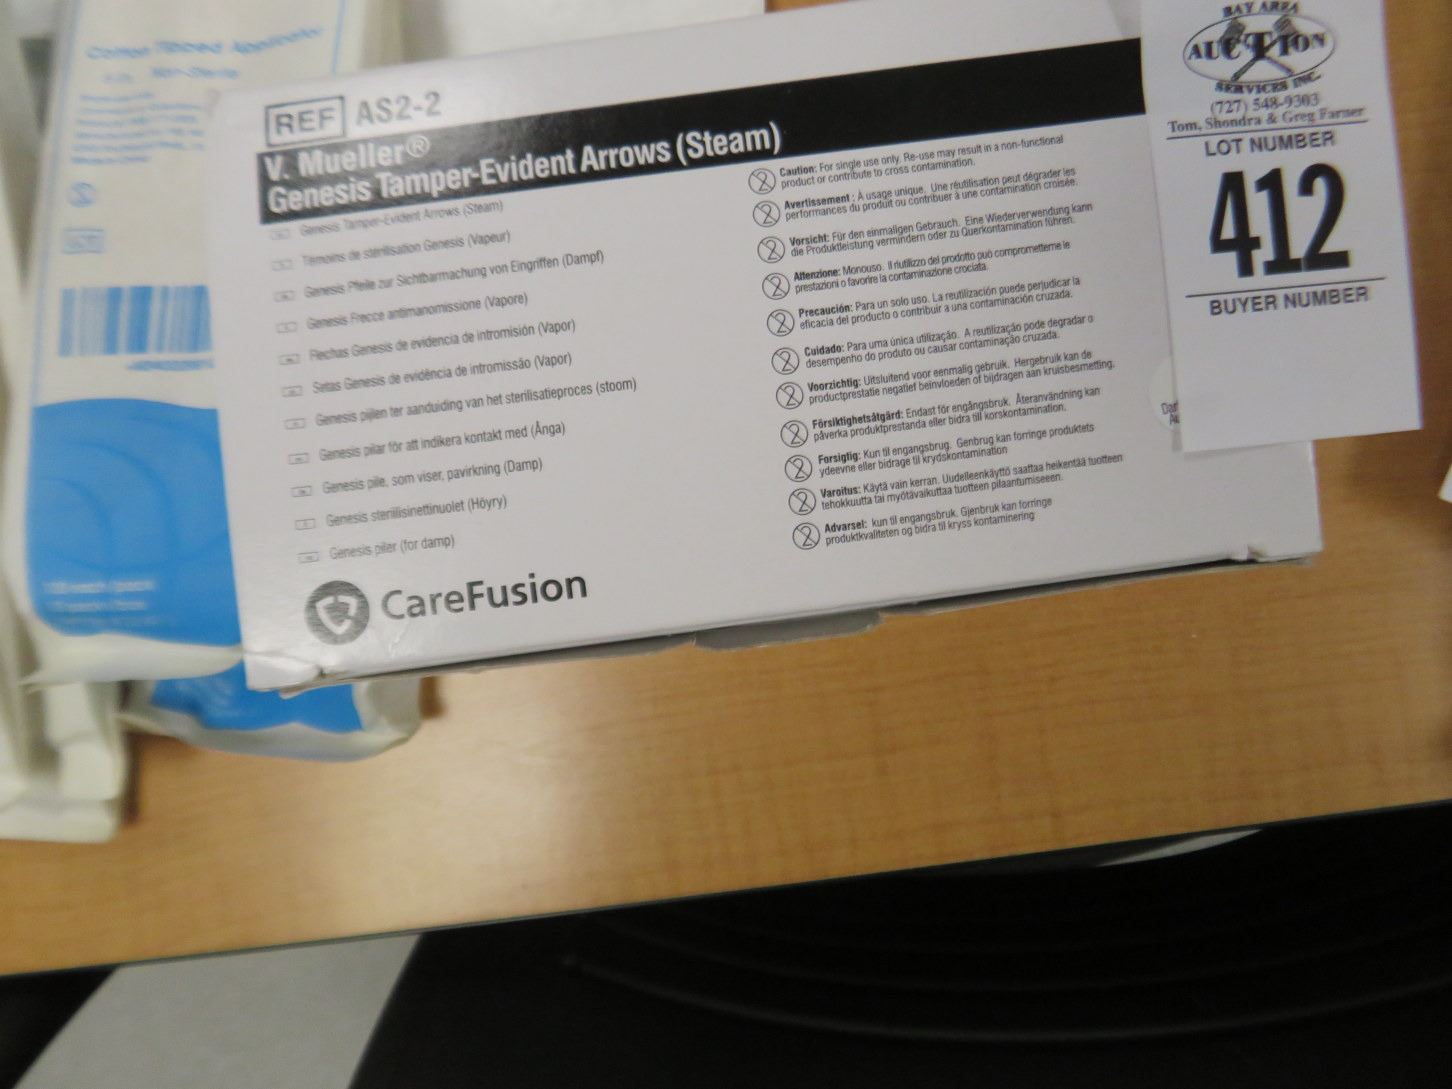 Cotton Tipped Applicator
Non-Sterile
REF AS2-2
V. Mueller®
Genesis Tamper-Evident Arrows (Steam)
Genesis Tamper-Evident Arrows (Steam)
Témoins de stérilisation Genesis (Vapeur)
Genesis Pfeile zur Sichtbarmachung von Eingriffen (Dampf)
Genesis Frecce antimanomissione (Vapore)
Flechas Genesis de evidencia de intromisión (Vapor)
Setas Genesis de evidência de intromissão (Vapor)
Genesis pijlen ter aanduiding van het sterilisatieproces (stoom)
Genesis pilar för att indikera kontakt med (Ånga)
Genesis pile, som viser, pavirkning (Damp)
Genesis steriilisinettinuolet (Höyry)
Genesis piler (for damp)
CareFusion
Caution: For single use only. Re-use may result in a non-functional
product or contribute to cross contamination.
Avertissement : À usage unique. Une réutilisation peut dégrader les
performances du produit ou contribuer à une contamination croisée.
Vorsicht: Für den einmaligen Gebrauch. Eine Wiederverwendung kann
die Produktleistung vermindern oder zu Querkontamination führen.
Attenzione: Monouso. Il riutilizzo del prodotto può comprometterne le
prestazioni o favorire la contaminazione crociata.
Precaución: Para un solo uso. La reutilización puede perjudicar la
eficacia del producto o contribuir a una contaminación cruzada.
Cuidado: Para uma única utilização. A reutilização pode degradar o
desempenho do produto ou causar contaminação cruzada.
Voorzichtig: Uitsluitend voor eenmalig gebruik. Hergebruik kan de
productprestatie negatief beïnvloeden of bijdragen aan kruisbesmetting.
Försiktighetsåtgärd: Endast för engångsbruk. Återanvändning kan
påverka produktprestanda eller bidra till korskontamination.
Forsigtig: Kun til engangsbrug. Genbrug kan forringe produktets
ydeevne eller bidrage til krydskontamination
Varoitus: Käytä vain kerran. Uudelleenkäyttö saattaa heikentää tuotteen
tehokkuutta tai myötävaikuttaa tuotteen pilaantumiseen.
Advarsel: kun til engangsbruk. Gjenbruk kan forringe
produktkvaliteten og bidra til kryss kontaminering
BAY AREA
AUCTION
SERVICES INC.
(727) 548-9303
Tom, Shondra & Greg Farner
LOT NUMBER
412
BUYER NUMBER